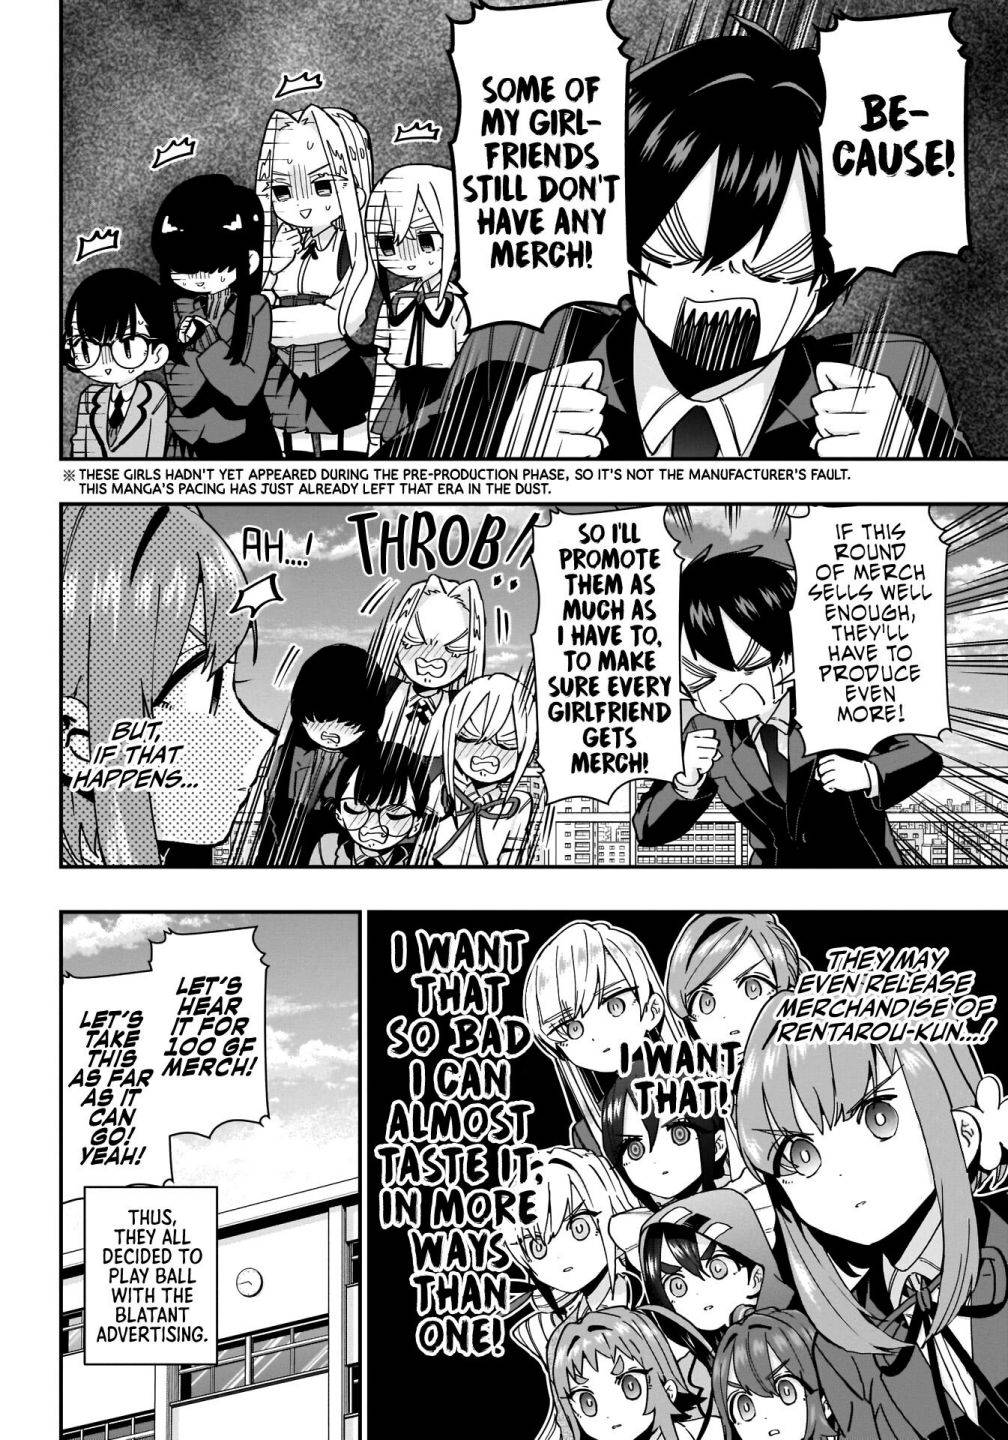 BE-
CAUSE!
SOME OF
MY GIRL-
FRIENDS
STILL DON'T
HAVE ANY
MERCH!
※ THESE GIRLS HADN'T YET APPEARED DURING THE PRE-PRODUCTION PHASE, SO IT'S NOT THE MANUFACTURER'S FAULT.
THIS MANGA'S PACING HAS JUST ALREADY LEFT THAT ERA IN THE DUST.
IF THIS
ROUND
OF MERCH
SELLS WELL
ENOUGH,
THEY'LL
HAVE TO
PRODUCE
EVEN
MORE!
SO I'LL
PROMOTE
THEM AS
MUCH AS
I HAVE TO,
TO MAKE
SURE EVERY
GIRLFRIEND
GETS
MERCH!
THROB!!
AH....!
BUT,
IF THAT
HAPPENS...
THEY MAY
EVEN RELEASE
MERCHANDISE OF
RENTAROU-KUN....!
I WANT
THAT!
I WANT
THAT
SO BAD
I CAN
ALMOST
TASTE IT,
IN MORE
WAYS
THAN
ONE!
LET'S
HEAR
IT FOR
100 GF
MERCH!
LET'S
TAKE
THIS
AS FAR
AS IT
CAN
GO!
YEAH!
THUS,
THEY ALL
DECIDED TO
PLAY BALL
WITH THE
BLATANT
ADVERTISING.